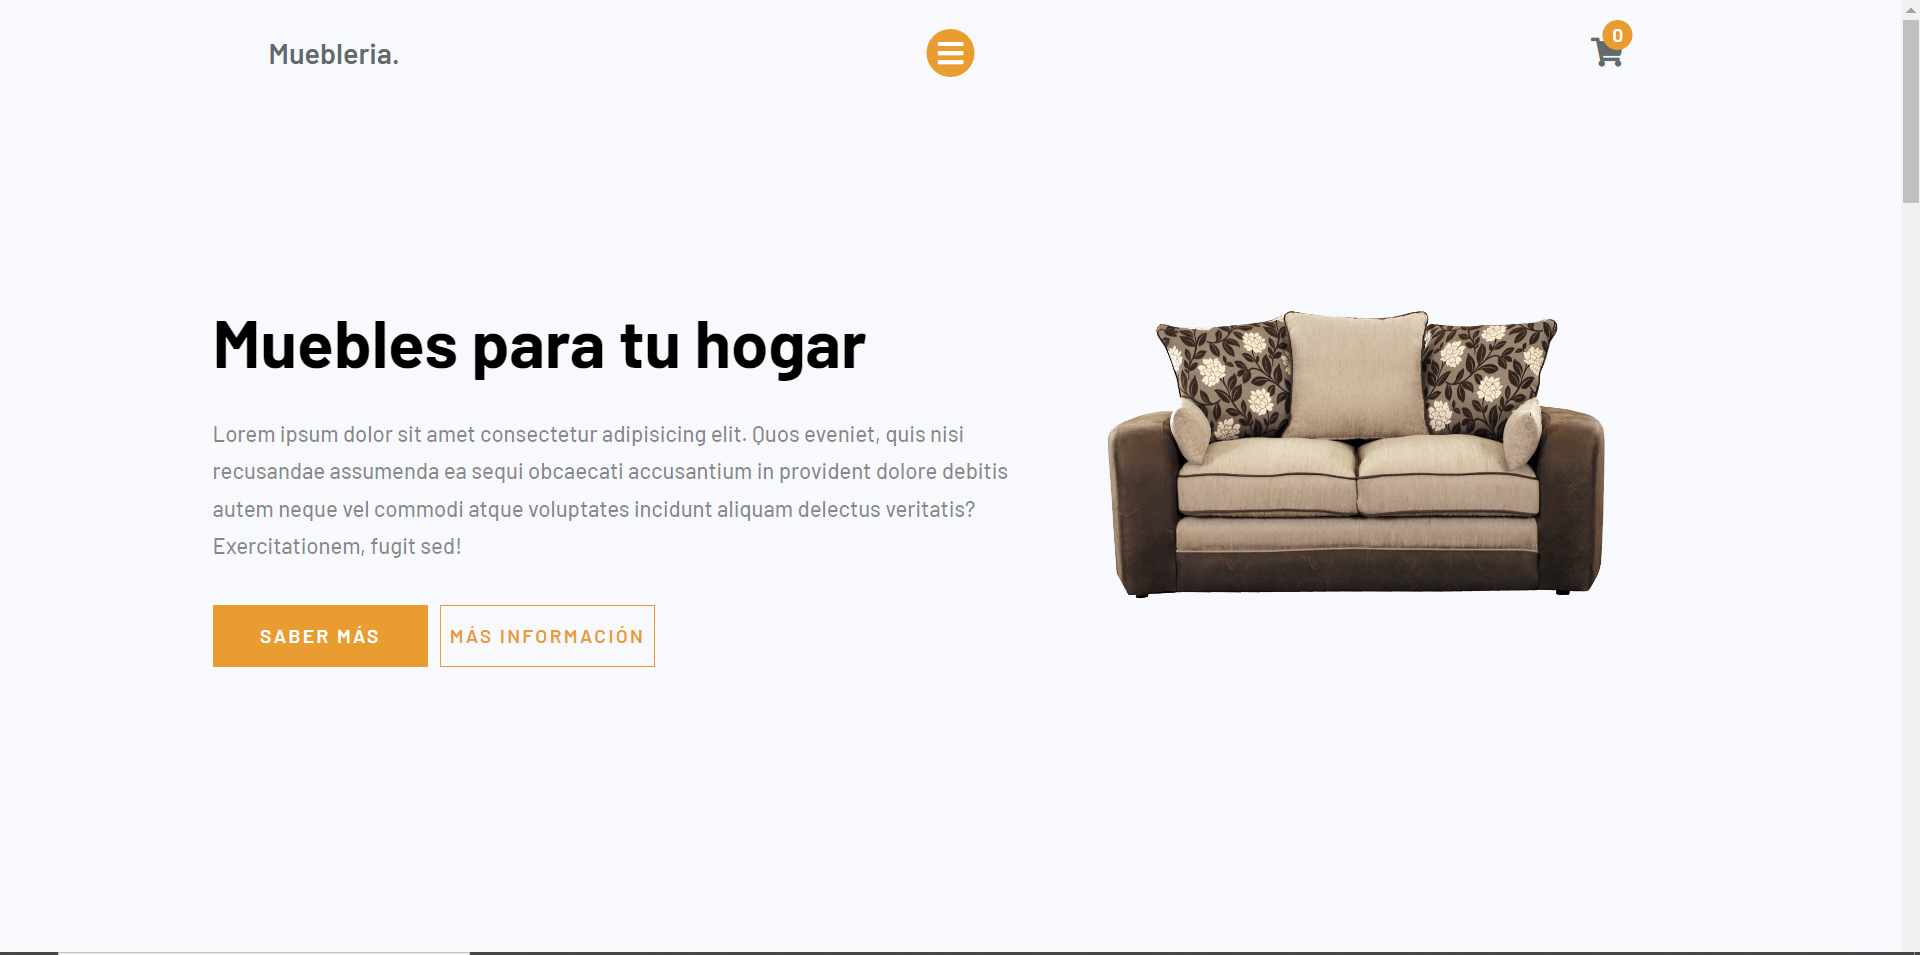 Muebleria.
0
Muebles para tu hogar
Lorem ipsum dolor sit amet consectetur adipisicing elit. Quos eveniet, quis nisi
recusandae assumenda ea sequi obcaecati accusantium in provident dolore debitis
autem neque vel commodi atque voluptates incidunt aliquam delectus veritatis?
Exercitationem, fugit sed!
SABER MÁS
MÁS INFORMACIÓN